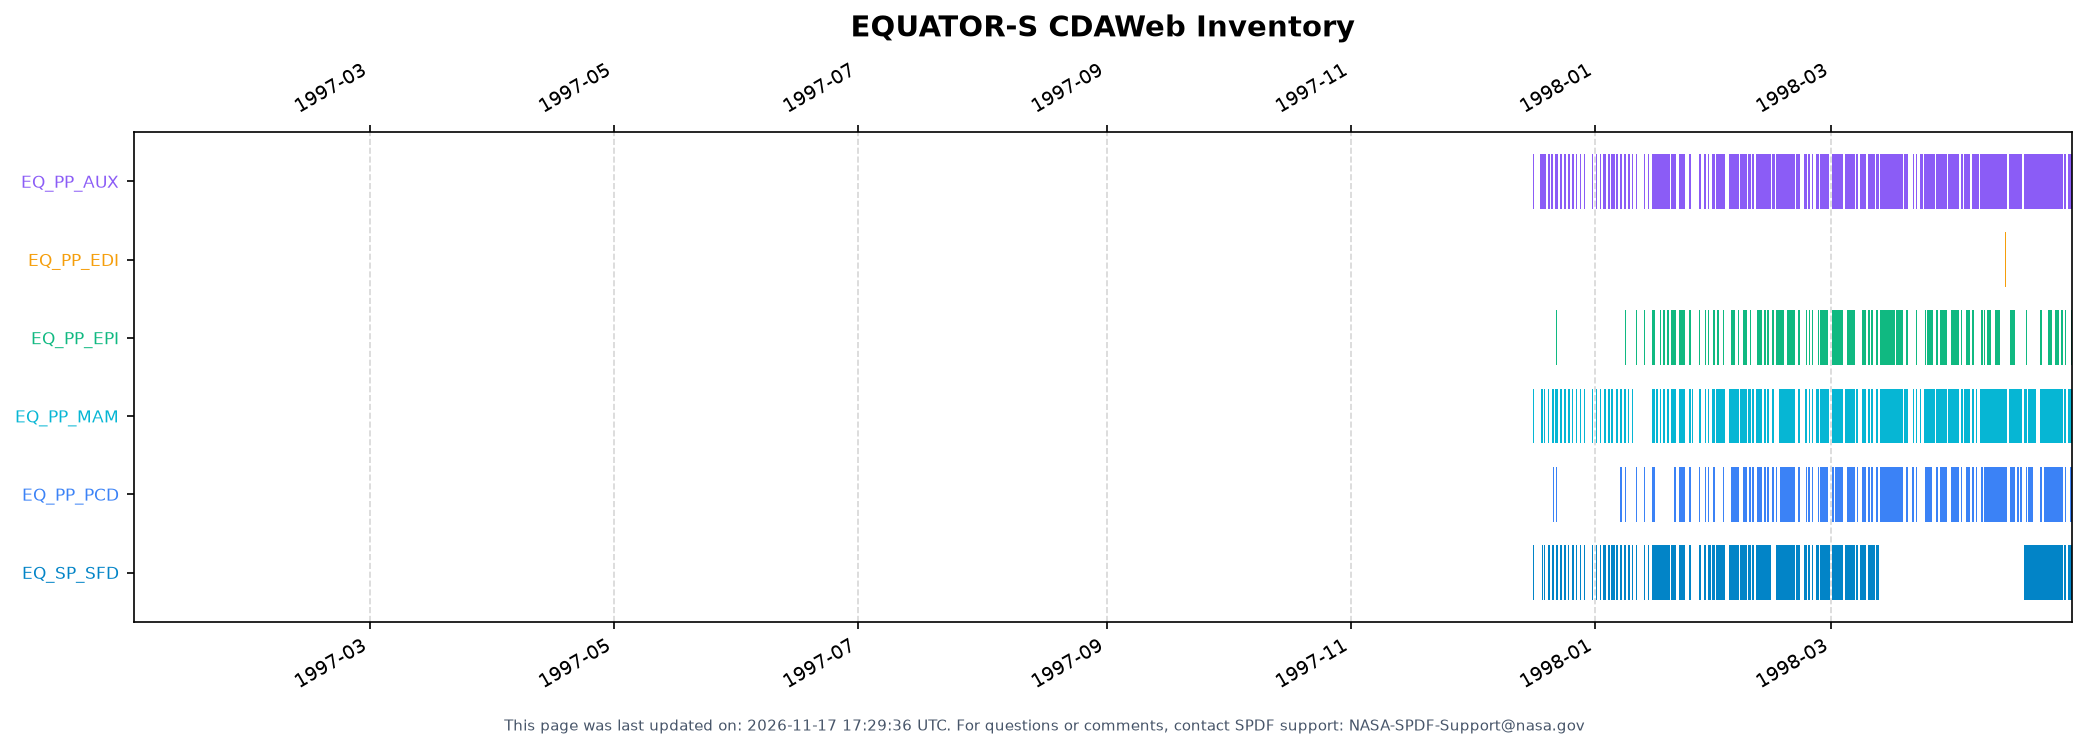 EQUATOR-S CDAWeb Inventory
1997-03
1997-05
1997-07
1997-09
1997-11
1998-01
1998-03
EQ_PP_AUX
EQ_PP_EDI
EQ_PP_EPI
EQ_PP_MAM
EQ_PP_PCD
EQ_SP_SFD
1997-03
1997-05
1997-07
1997-09
1997-11
1998-01
1998-03
This page was last updated on: 2026-11-17 17:29:36 UTC. For questions or comments, contact SPDF support: NASA-SPDF-Support@nasa.gov